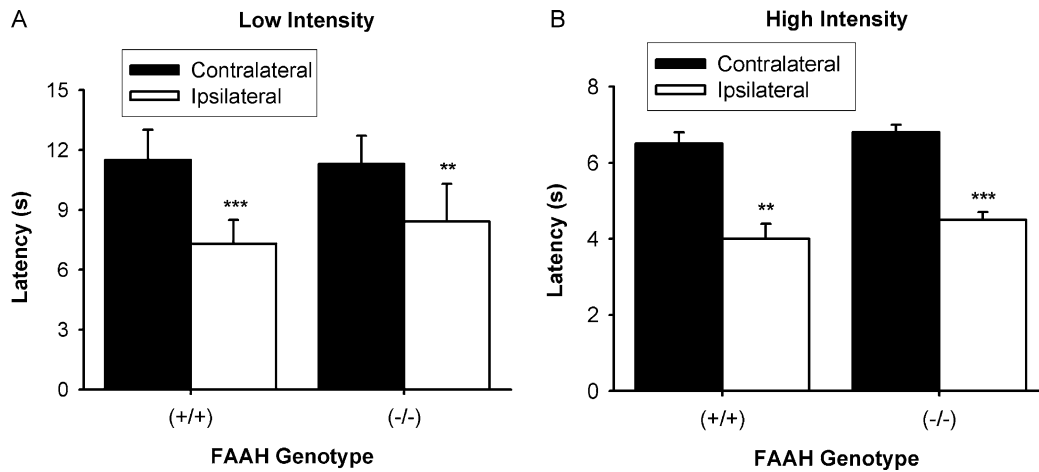 A
Low Intensity
Contralateral
Ipsilateral
15
12
9
6
3
0
Latency (s)
***
**
(+/+)
(-/-)
FAAH Genotype
B
High Intensity
Contralateral
Ipsilateral
8
6
4
2
0
Latency (s)
**
***
(+/+)
(-/-)
FAAH Genotype